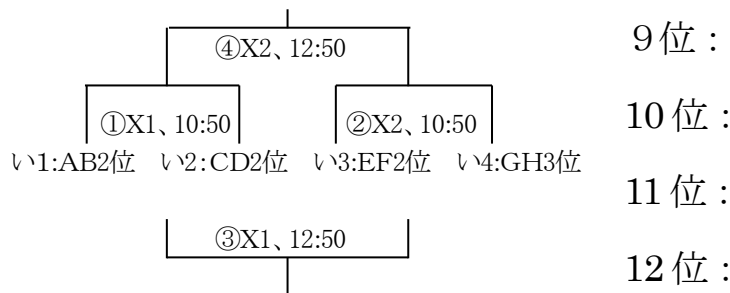 ④X2、12:50
①X1、10:50 ②X2、10:50
い1:AB2位 い2:CD2位 い3:EF2位 い4:GH3位
③X1、12:50
9位：
10位：
11位：
12位：